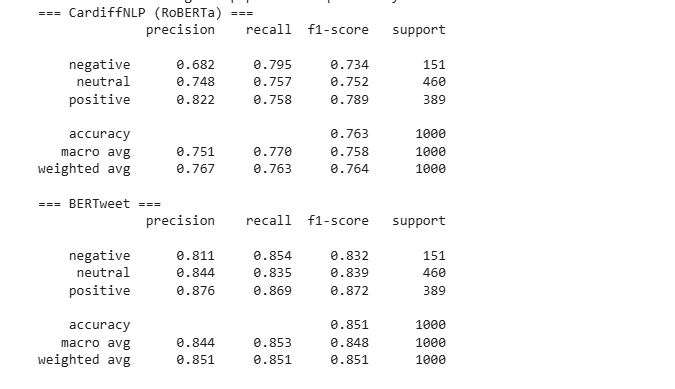 === CardiffNLP (RoBERTa) ===
precision recall f1-score support
negative 0.682 0.795 0.734 151
neutral 0.748 0.757 0.752 460
positive 0.822 0.758 0.789 389
accuracy 0.763 1000
macro avg 0.751 0.770 0.758 1000
weighted avg 0.767 0.763 0.764 1000
=== BERTweet ===
precision recall f1-score support
negative 0.811 0.854 0.832 151
neutral 0.844 0.835 0.839 460
positive 0.876 0.869 0.872 389
accuracy 0.851 1000
macro avg 0.844 0.853 0.848 1000
weighted avg 0.851 0.851 0.851 1000